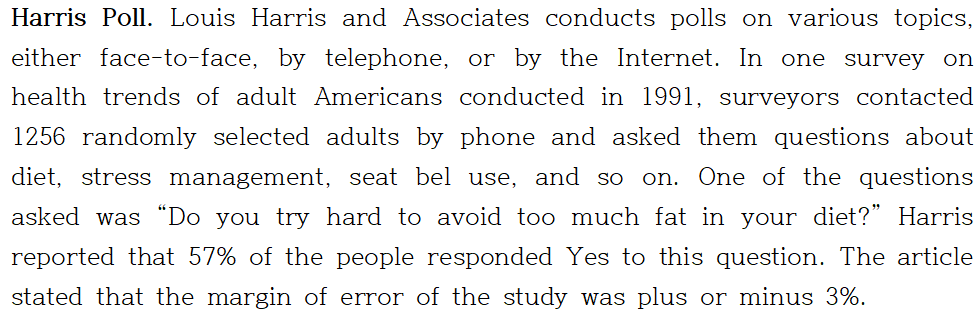 Harris Poll. Louis Harris and Associates conducts polls on various topics,
either face-to-face, by telephone, or by the Internet. In one survey on
health trends of adult Americans conducted in 1991, surveyors contacted
1256 randomly selected adults by phone and asked them questions about
diet, stress management, seat bel use, and so on. One of the questions
asked was “Do you try hard to avoid too much fat in your diet?” Harris
reported that 57% of the people responded Yes to this question. The article
stated that the margin of error of the study was plus or minus 3%.